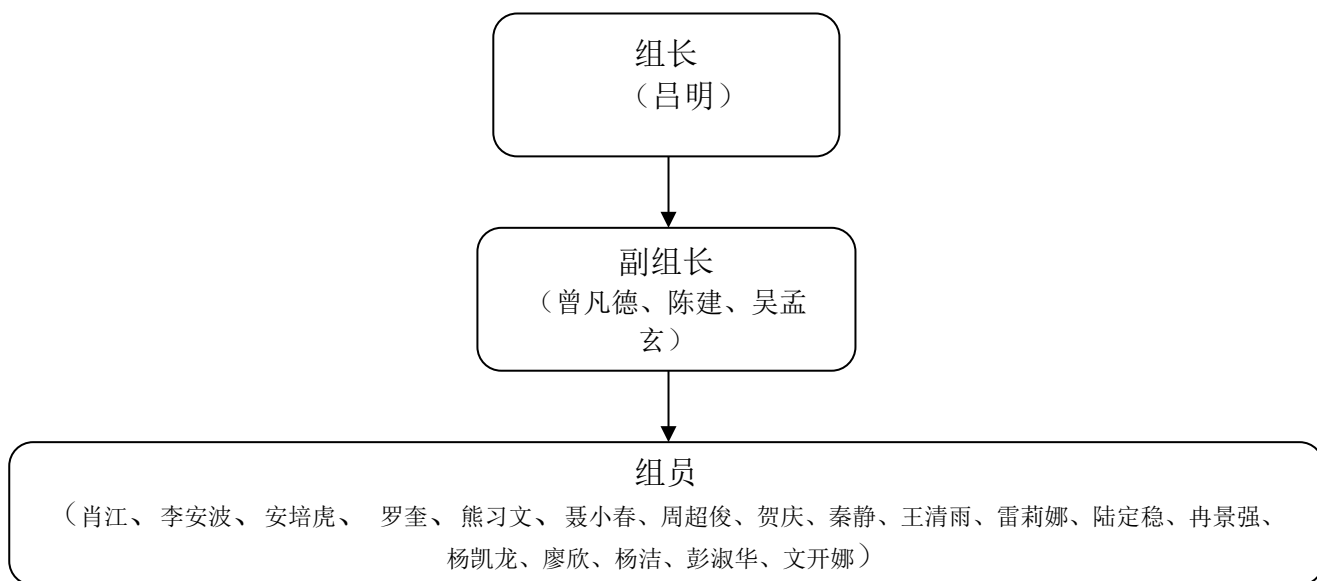 组长
（吕明）
副组长
（曾凡德、陈建、吴孟
玄）
组员
（肖江、李安波、安培虎、 罗奎、熊习文、聂小春、周超俊、贺庆、秦静、王清雨、雷莉娜、陆定稳、冉景强、
杨凯龙、廖欣、杨洁、彭淑华、文开娜）